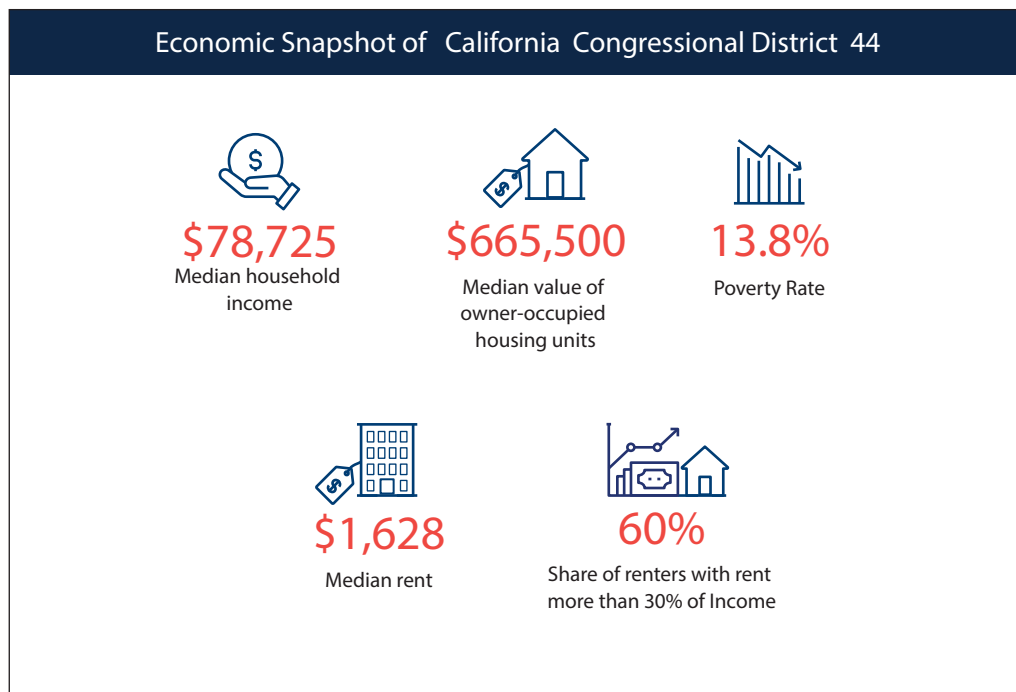 Economic Snapshot of California Congressional District 44
$
$
$78,725
Median household
income
$665,500
Median value of
owner-occupied
housing units
13.8%
Poverty Rate
$
$1,628
Median rent
60%
Share of renters with rent
more than 30% of Income